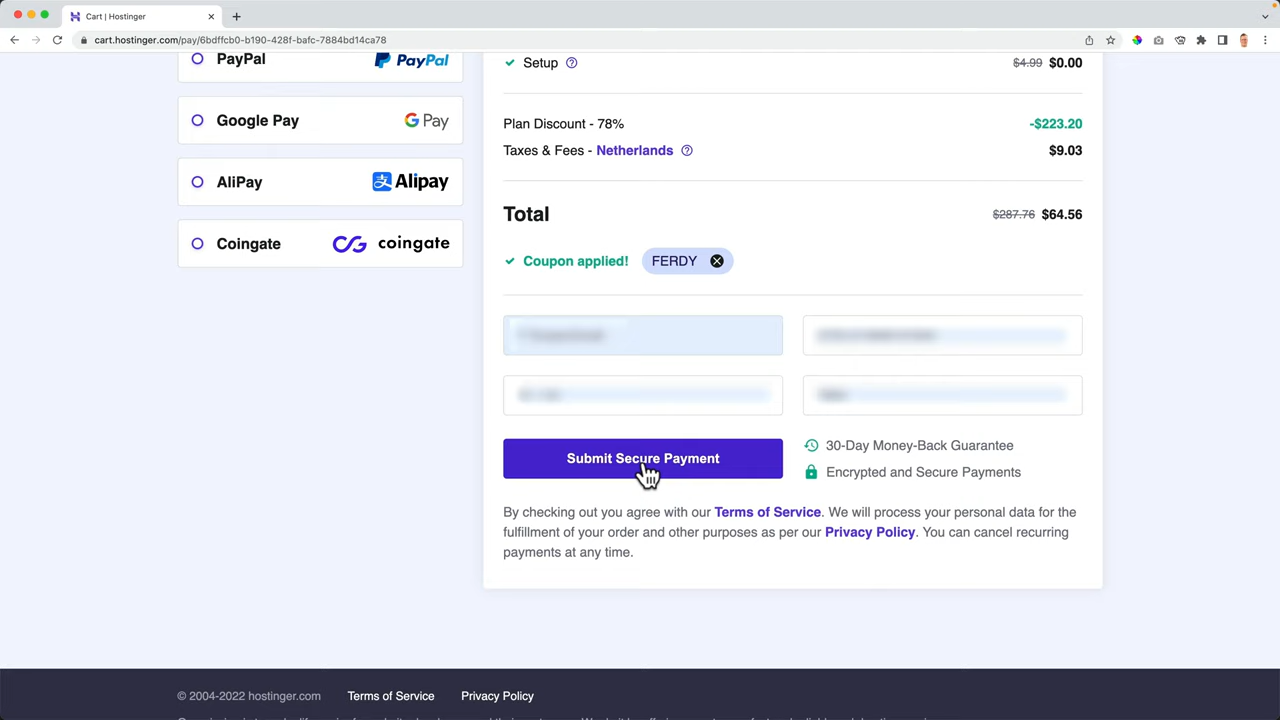 Cart | Hostinger
cart.hostinger.com/pay/6bdffcb0-b190-428f-bafc-7884bd14ca78
PayPal PayPal
Google Pay G Pay
AliPay Alipay
Coingate coingate
Setup $4.99 $0.00
Plan Discount - 78% -$223.20
Taxes & Fees - Netherlands $9.03
Total $287.76 $64.56
Coupon applied! FERDY
Submit Secure Payment
30-Day Money-Back Guarantee
Encrypted and Secure Payments
By checking out you agree with our Terms of Service. We will process your personal data for the
fulfillment of your order and other purposes as per our Privacy Policy. You can cancel recurring
payments at any time.
© 2004-2022 hostinger.com Terms of Service Privacy Policy